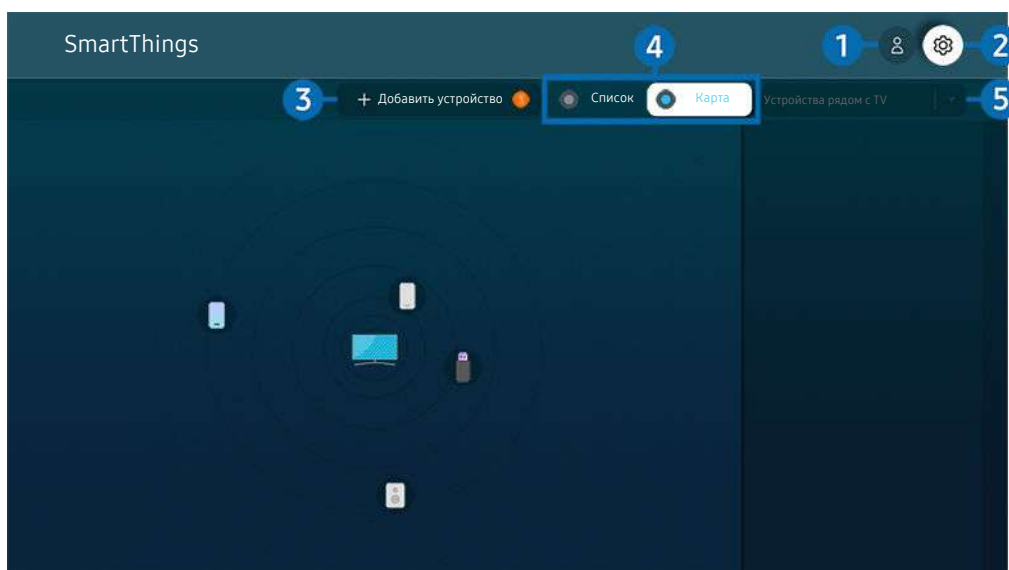 SmartThings
4
1
2
3
+ Добавить устройство
Список
Карта
Устройства рядом с TV
5